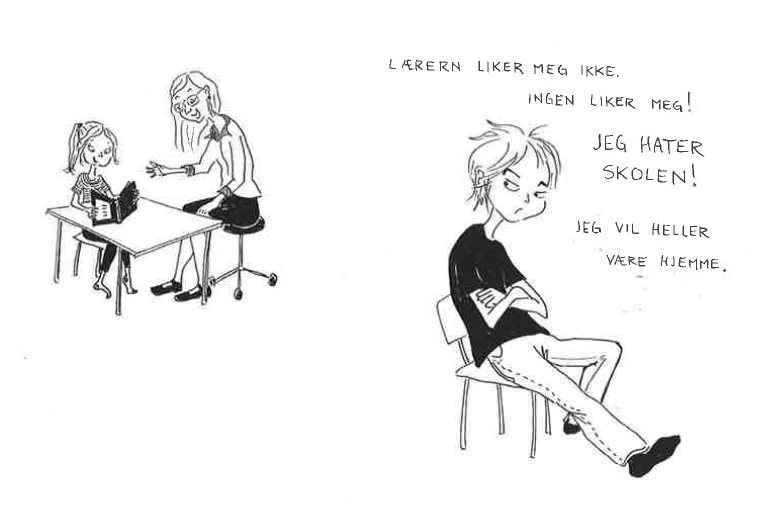 LÆRERN LIKER MEG IKKE.
INGEN LIKER MEG!
JEG HATER
SKOLEN!
JEG VIL HELLER
VÆRE HJEMME.